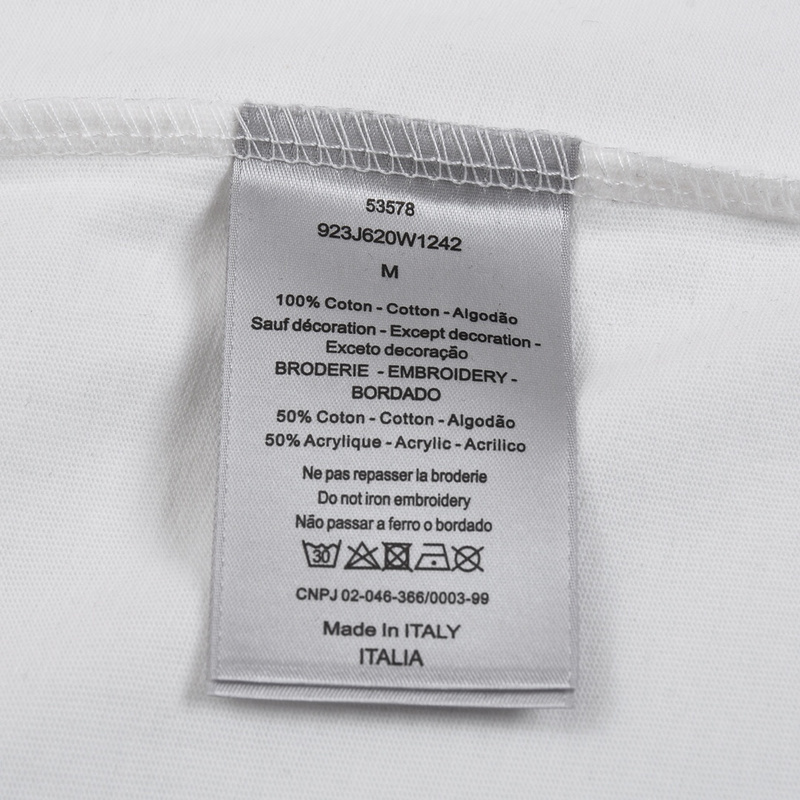 53578
923J620W1242
M
100% Coton - Cotton - Algodão
Sauf décoration - Except decoration -
Exceto decoração
BRODERIE - EMBROIDERY -
BORDADO
50% Coton - Cotton - Algodão
50% Acrylique - Acrylic - Acrilico
Ne pas repasser la broderie
Do not iron embroidery
Não passar a ferro o bordado
30
CNPJ 02-046-366/0003-99
Made In ITALY
ITALIA